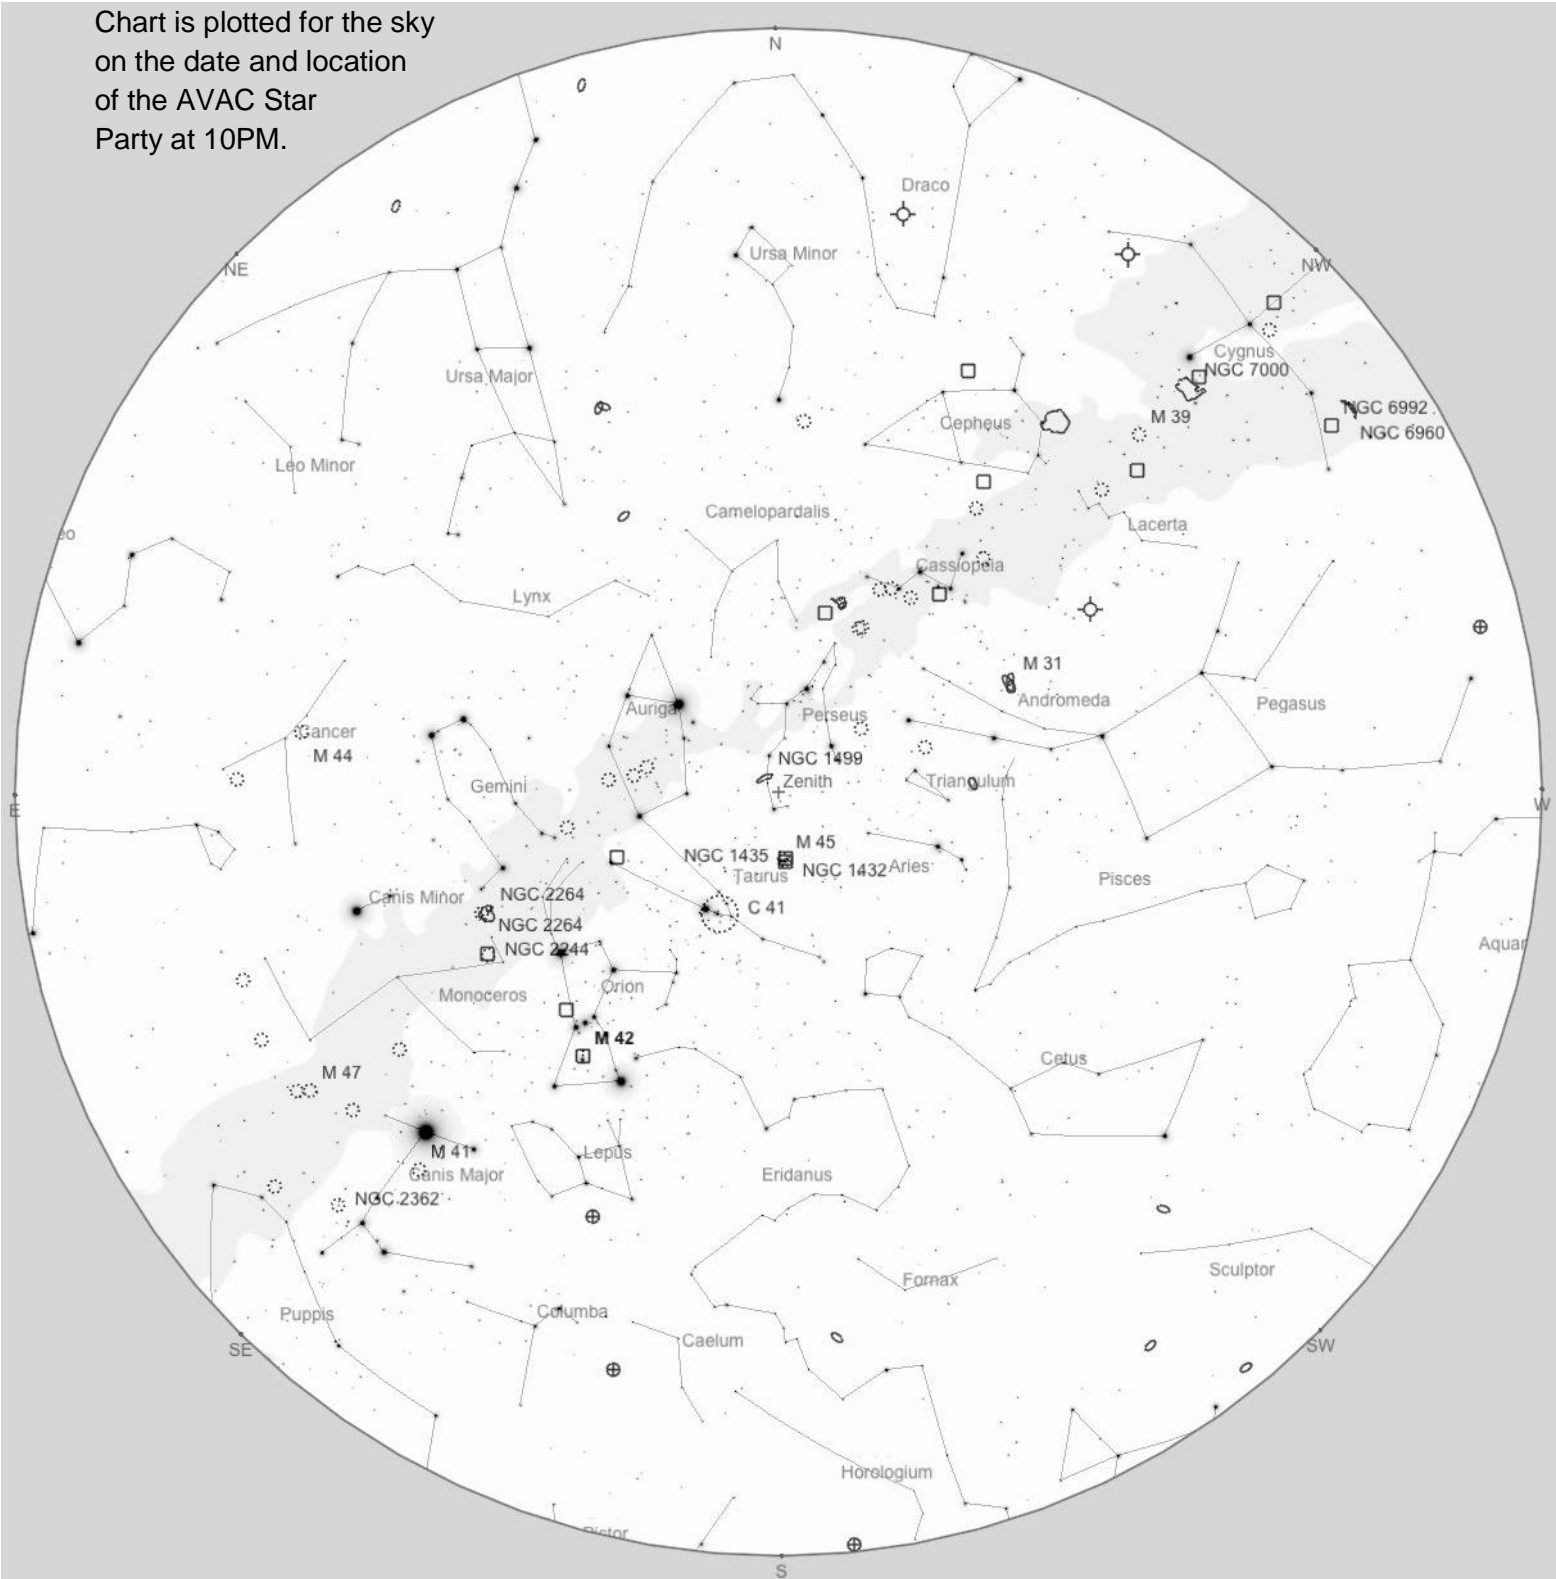 Chart is plotted for the sky
on the date and location
of the AVAC Star
Party at 10PM.
N
Draco
Ursa Minor
NE
NW
Cygnus
NGC 7000
Ursa Major
NGC 6992
M 39
Cepheus
NGC 6960
Leo Minor
Camelopardalis
Lacerta
eo
Cassiopeia
Lynx
M 31
Andromeda
Pegasus
Auriga
Perseus
Cancer
M 44
NGC 1499
Zenith
Triangulum
Gemini
E
W
M 45
NGC 1435
NGC 1432
Aries
Taurus
Pisces
Canis Minor
NGC 2264
C 41
NGC 2264
NGC 2244
Aquar
Orion
Monoceros
M 42
Cetus
M 47
M 41
Lepus
Canis Major
Eridanus
NGC 2362
Sculptor
Fornax
Puppis
Columba
Caelum
SE
SW
Horologium
Pictor
S